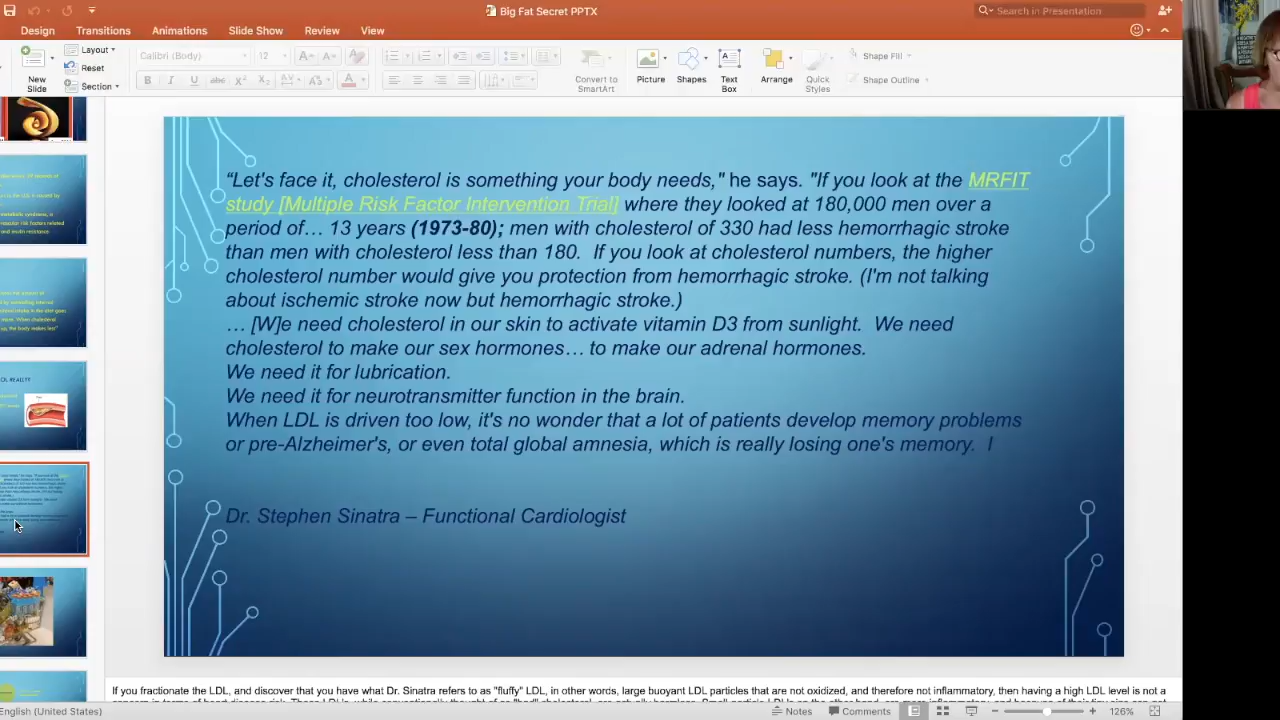 Big Fat Secret PPTX
Search in Presentation
Design
Transitions
Animations
Slide Show
Review
View
New
Slide
Layout
Reset
Section
Calibri (Body)
12
Convert to
SmartArt
Picture
Shapes
Text
Box
Arrange
Quick
Styles
Shape Fill
Shape Outline
“Let's face it, cholesterol is something your body needs," he says. "If you look at the MRFIT
study [Multiple Risk Factor Intervention Trial] where they looked at 180,000 men over a
period of… 13 years (1973-80); men with cholesterol of 330 had less hemorrhagic stroke
than men with cholesterol less than 180.  If you look at cholesterol numbers, the higher
cholesterol number would give you protection from hemorrhagic stroke. (I'm not talking
about ischemic stroke now but hemorrhagic stroke.)
… [W]e need cholesterol in our skin to activate vitamin D3 from sunlight.  We need
cholesterol to make our sex hormones… to make our adrenal hormones.
We need it for lubrication.
We need it for neurotransmitter function in the brain.
When LDL is driven too low, it's no wonder that a lot of patients develop memory problems
or pre-Alzheimer's, or even total global amnesia, which is really losing one's memory.  I
Dr. Stephen Sinatra – Functional Cardiologist
If you fractionate the LDL, and discover that you have what Dr. Sinatra refers to as "fluffy" LDL, in other words, large buoyant LDL particles that are not oxidized, and therefore not inflammatory, then having a high LDL level is not a
English (United States)
Notes
Comments
126%